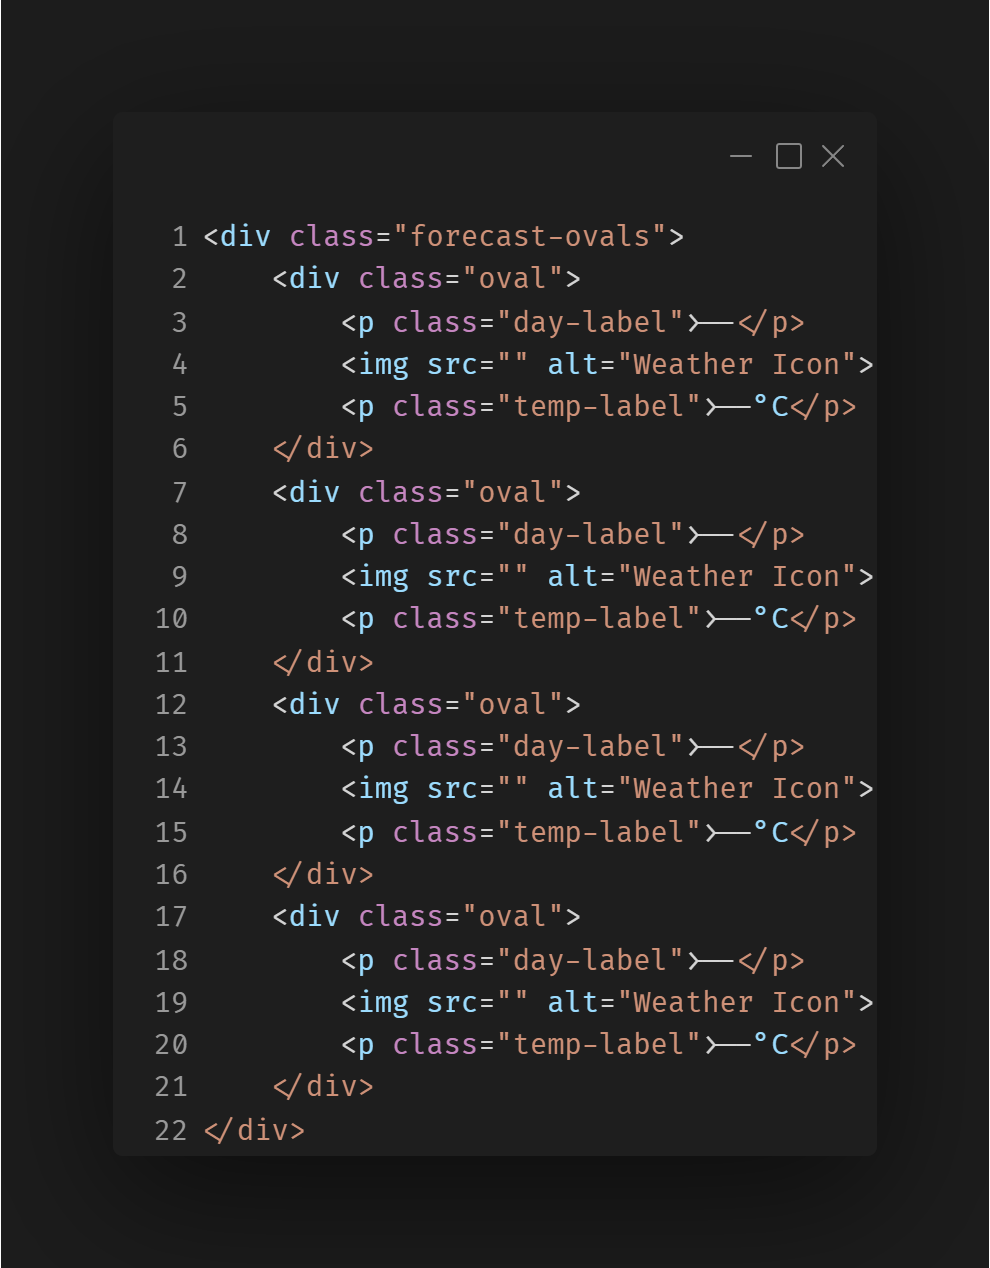 1 <div class="forecast-ovals">
2     <div class="oval">
3         <p class="day-label">--</p>
4         <img src="" alt="Weather Icon">
5         <p class="temp-label">--°C</p>
6     </div>
7     <div class="oval">
8         <p class="day-label">--</p>
9         <img src="" alt="Weather Icon">
10         <p class="temp-label">--°C</p>
11     </div>
12     <div class="oval">
13         <p class="day-label">--</p>
14         <img src="" alt="Weather Icon">
15         <p class="temp-label">--°C</p>
16     </div>
17     <div class="oval">
18         <p class="day-label">--</p>
19         <img src="" alt="Weather Icon">
20         <p class="temp-label">--°C</p>
21     </div>
22 </div>